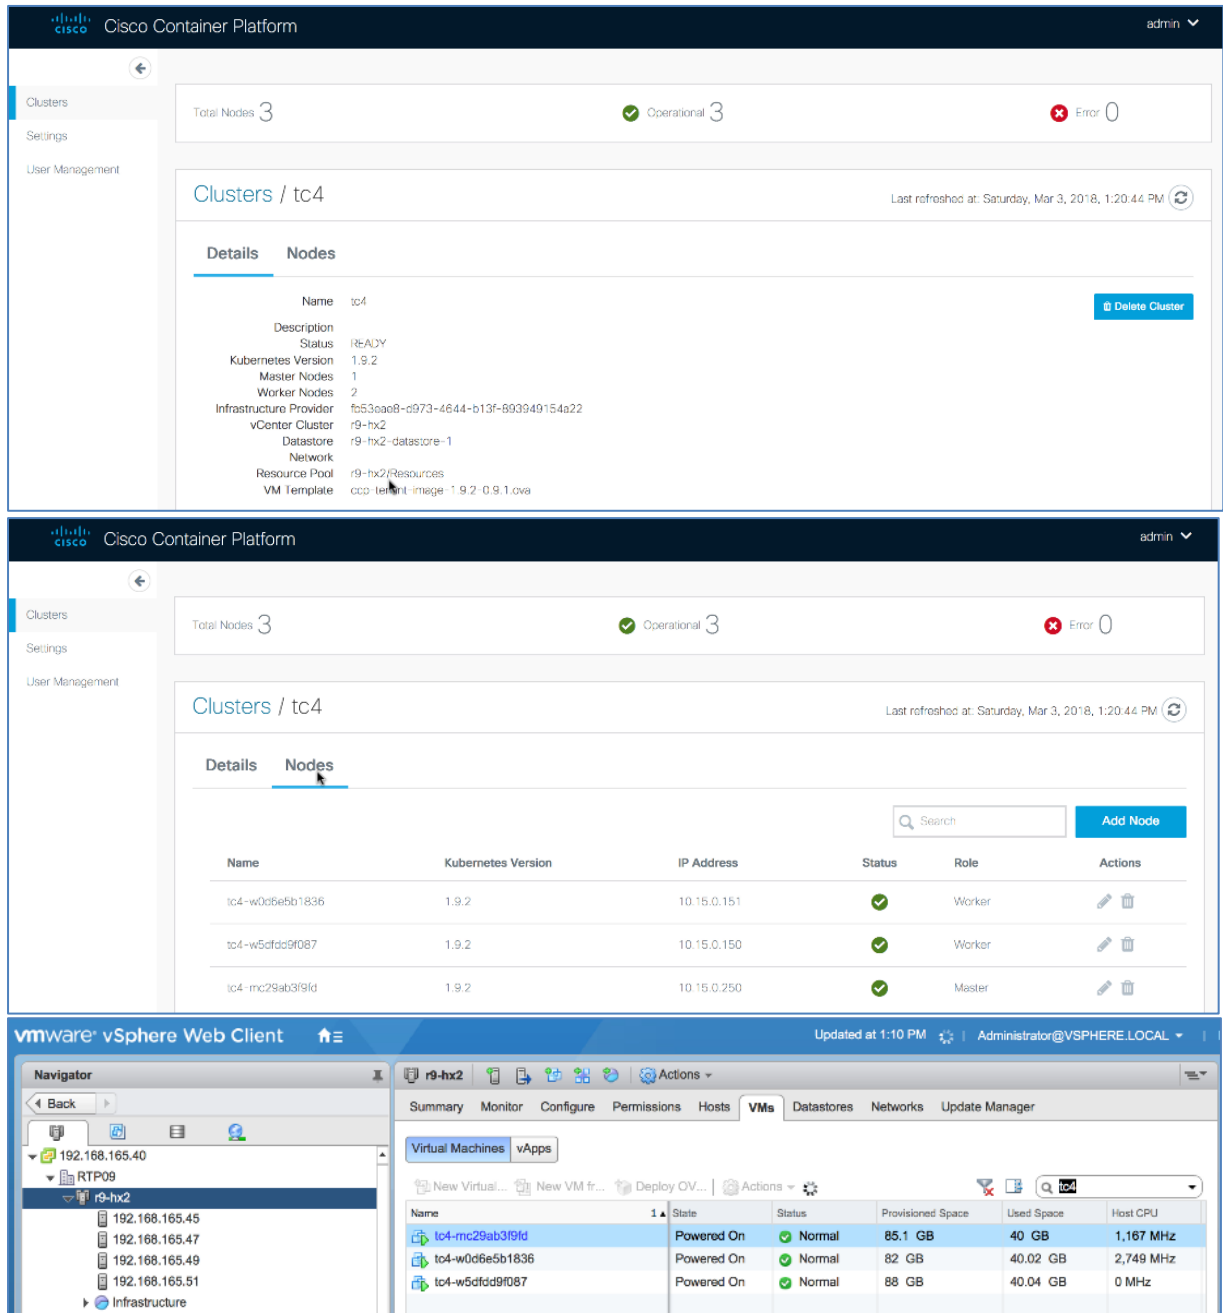 cisco Cisco Container Platform admin
Clusters
Settings
User Management
Total Nodes 3 Operational 3 Error 0
Clusters / tc4 Last refreshed at: Saturday, Mar 3, 2018, 1:20:44 PM
Details Nodes
Name tc4
Delete Cluster
Description
Status READY
Kubernetes Version 1.9.2
Master Nodes 1
Worker Nodes 2
Infrastructure Provider fc53eae8-d973-4644-b13f-893949154a22
vCenter Cluster r9-hx2
Datastore r9-hx2-datastore-1
Network
Resource Pool r9-hx2/Resources
VM Template ccp-tenant-image-1.9.2-0.9.1.ova
cisco Cisco Container Platform admin
Clusters
Settings
User Management
Total Nodes 3 Operational 3 Error 0
Clusters / tc4 Last refreshed at: Saturday, Mar 3, 2018, 1:20:44 PM
Details Nodes
Search Add Node
Name Kubernetes Version IP Address Status Role Actions
tc4-w0d6e5b1836 1.9.2 10.15.0.151 Worker
tc4-w5dfdd9f087 1.9.2 10.15.0.150 Worker
tc4-mc29ab3f9fd 1.9.2 10.15.0.250 Master
vmware® vSphere Web Client Updated at 1:10 PM | Administrator@VSPHERE.LOCAL
Navigator
Back
192.168.165.40
RTP09
r9-hx2
192.168.165.45
192.168.165.47
192.168.165.49
192.168.165.51
Infrastructure
r9-hx2 Actions
Summary Monitor Configure Permissions Hosts VMs Datastores Networks Update Manager
Virtual Machines vApps
New Virtual... New VM fr... Deploy OV... | Actions tc4
Name 1 State Status Provisioned Space Used Space Host CPU
tc4-mc29ab3f9fd Powered On Normal 85.1 GB 40 GB 1,167 MHz
tc4-w0d6e5b1836 Powered On Normal 82 GB 40.02 GB 2,749 MHz
tc4-w5dfdd9f087 Powered On Normal 88 GB 40.04 GB 0 MHz